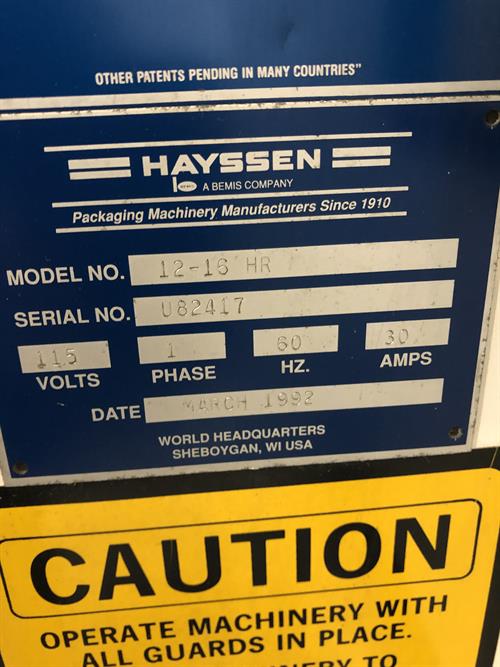 OTHER PATENTS PENDING IN MANY COUNTRIES"
HAYSSEN
A BEMIS COMPANY
Packaging Machinery Manufacturers Since 1910
MODEL NO. 12-16 HR
SERIAL NO. U82417
115 1 60 30
VOLTS PHASE HZ. AMPS
DATE MARCH 1992
WORLD HEADQUARTERS
SHEBOYGAN, WI USA
CAUTION
OPERATE MACHINERY WITH
ALL GUARDS IN PLACE.
TO